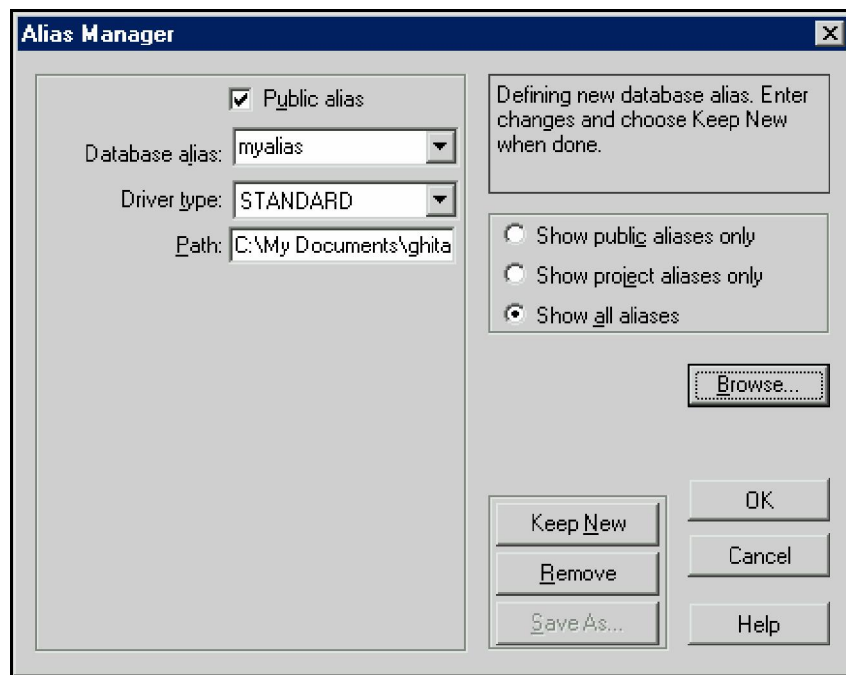 Alias Manager
Public alias
Database alias: myalias
Driver type: STANDARD
Path: C:\My Documents\ghita
Defining new database alias. Enter
changes and choose Keep New
when done.
Show public aliases only
Show project aliases only
Show all aliases
Browse...
Keep New
Remove
Save As...
OK
Cancel
Help